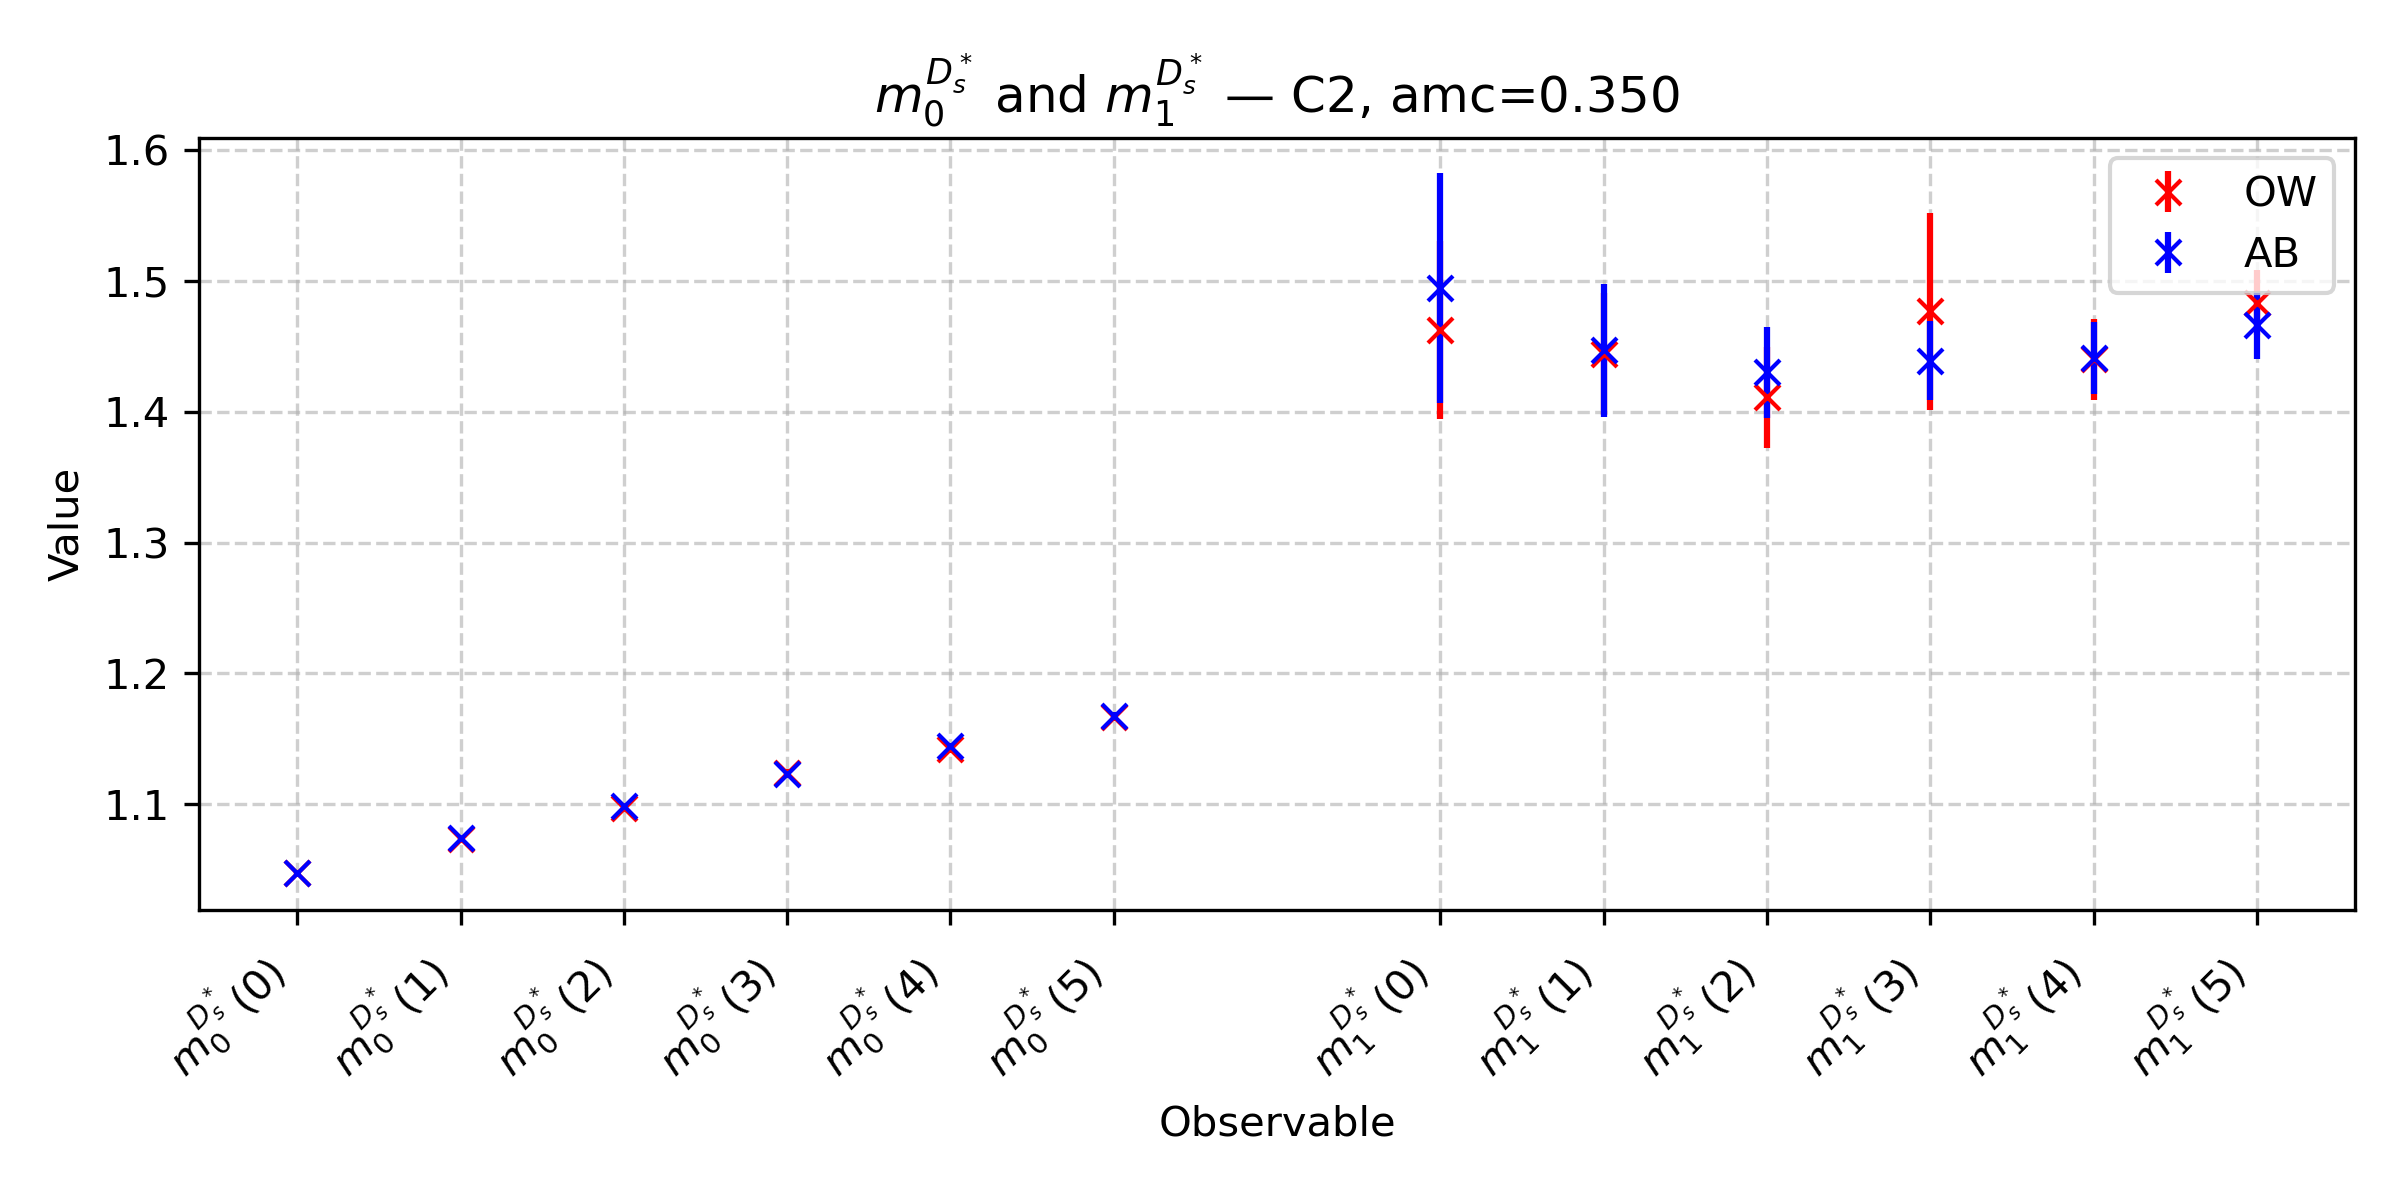 $m_0^{D_s^*}$ and $m_1^{D_s^*}$ — C2, amc=0.350
1.6
1.5
1.4
1.3
1.2
1.1
Value
OW
AB
$m_0^{D_s^*}(0)$
$m_0^{D_s^*}(1)$
$m_0^{D_s^*}(2)$
$m_0^{D_s^*}(3)$
$m_0^{D_s^*}(4)$
$m_0^{D_s^*}(5)$
$m_1^{D_s^*}(0)$
$m_1^{D_s^*}(1)$
$m_1^{D_s^*}(2)$
$m_1^{D_s^*}(3)$
$m_1^{D_s^*}(4)$
$m_1^{D_s^*}(5)$
Observable